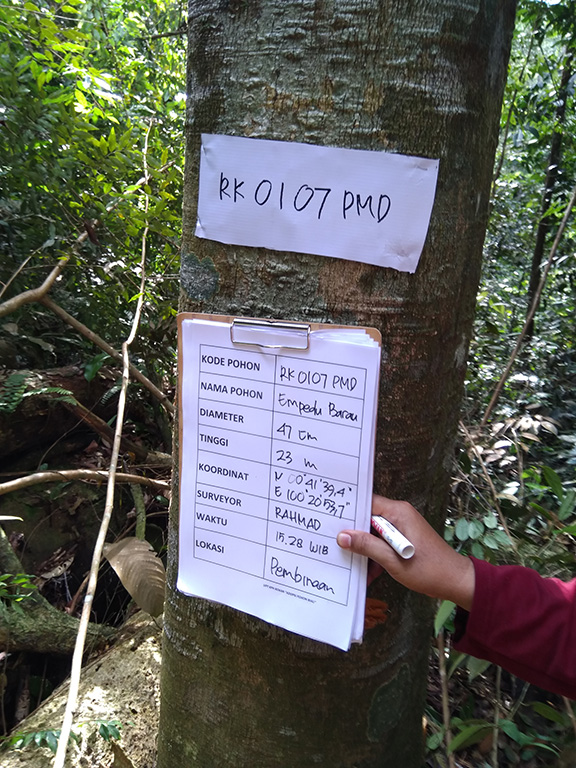 RK 0107 PMD
KODE POHON RK 0107 PMD
NAMA POHON Empedu Barau
DIAMETER 47 cm
TINGGI 23 m
KOORDINAT N 00°41'39,4"
E 100°20'53,7"
SURVEYOR RAHMAD
WAKTU 15.28 WIB
LOKASI Pembinaan